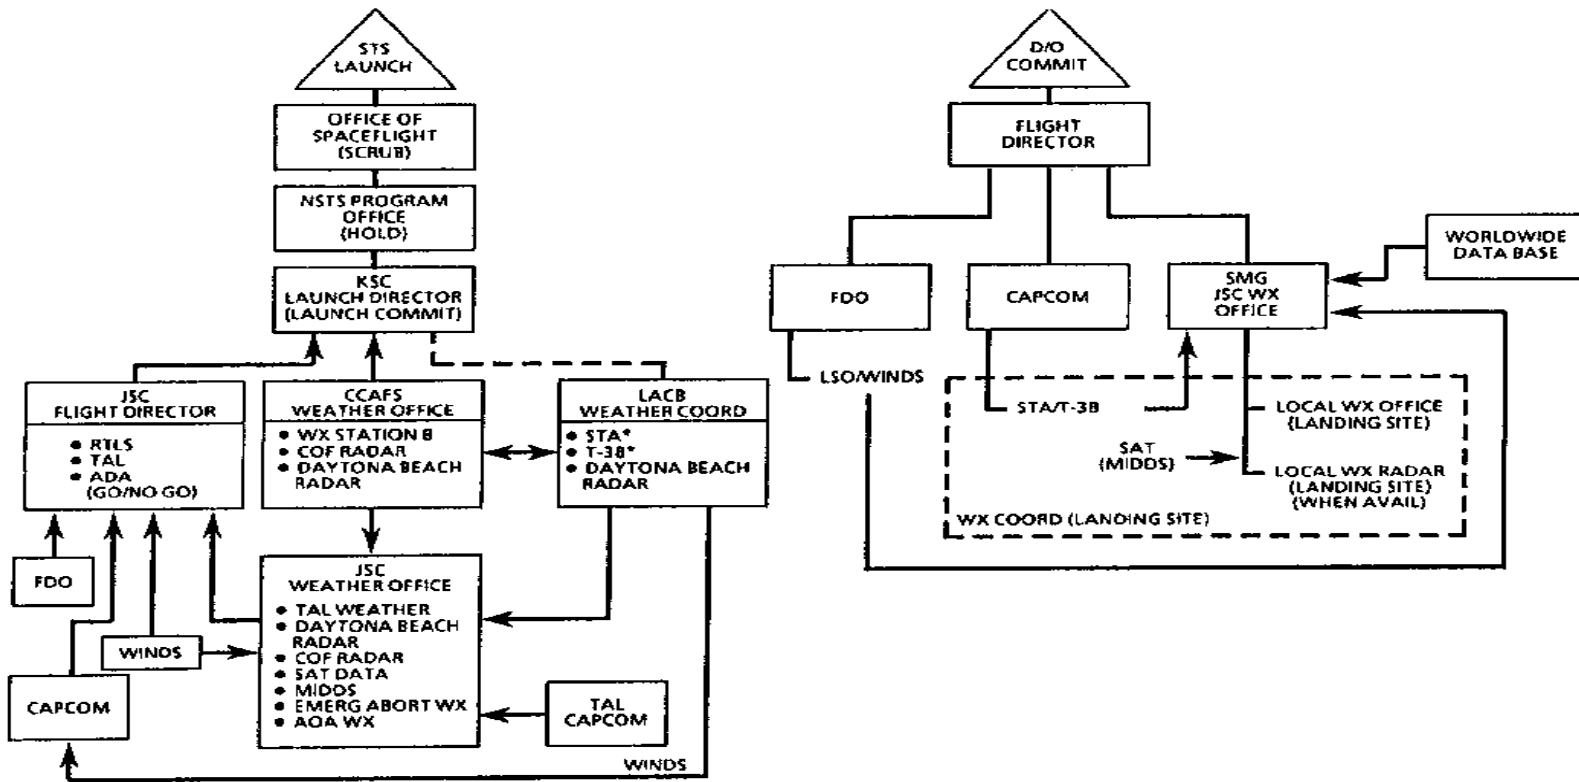 STS
LAUNCH
OFFICE OF
SPACEFLIGHT
(SCRUB)
NSTS PROGRAM
OFFICE
(HOLD)
KSC
LAUNCH DIRECTOR
(LAUNCH COMMIT)
JSC
FLIGHT DIRECTOR
• RTLS
• TAL
• ADA
(GO/NO GO)
CCAFS
WEATHER OFFICE
• WX STATION B
• COF RADAR
• DAYTONA BEACH
RADAR
LACB
WEATHER COORD
• STA*
• T-38*
• DAYTONA BEACH
RADAR
FDO
WINDS
CAPCOM
JSC
WEATHER OFFICE
• TAL WEATHER
• DAYTONA BEACH
RADAR
• COF RADAR
• SAT DATA
• MIDDS
• EMERG ABORT WX
• AOA WX
TAL
CAPCOM
WINDS
D/O
COMMIT
FLIGHT
DIRECTOR
FDO
CAPCOM
SMG
JSC WX
OFFICE
WORLDWIDE
DATA BASE
LSO/WINDS
STA/T-38
SAT
(MIDDS)
LOCAL WX OFFICE
(LANDING SITE)
LOCAL WX RADAR
(LANDING SITE)
(WHEN AVAIL)
WX COORD (LANDING SITE)